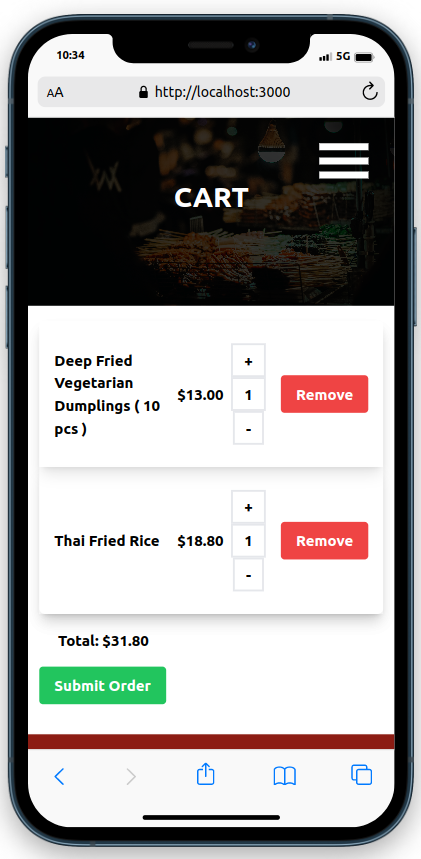 10:34
5G
AA
http://localhost:3000
CART
Deep Fried
Vegetarian
Dumplings ( 10
pcs )
$13.00
+
1
-
Remove
Thai Fried Rice
$18.80
+
1
-
Remove
Total: $31.80
Submit Order